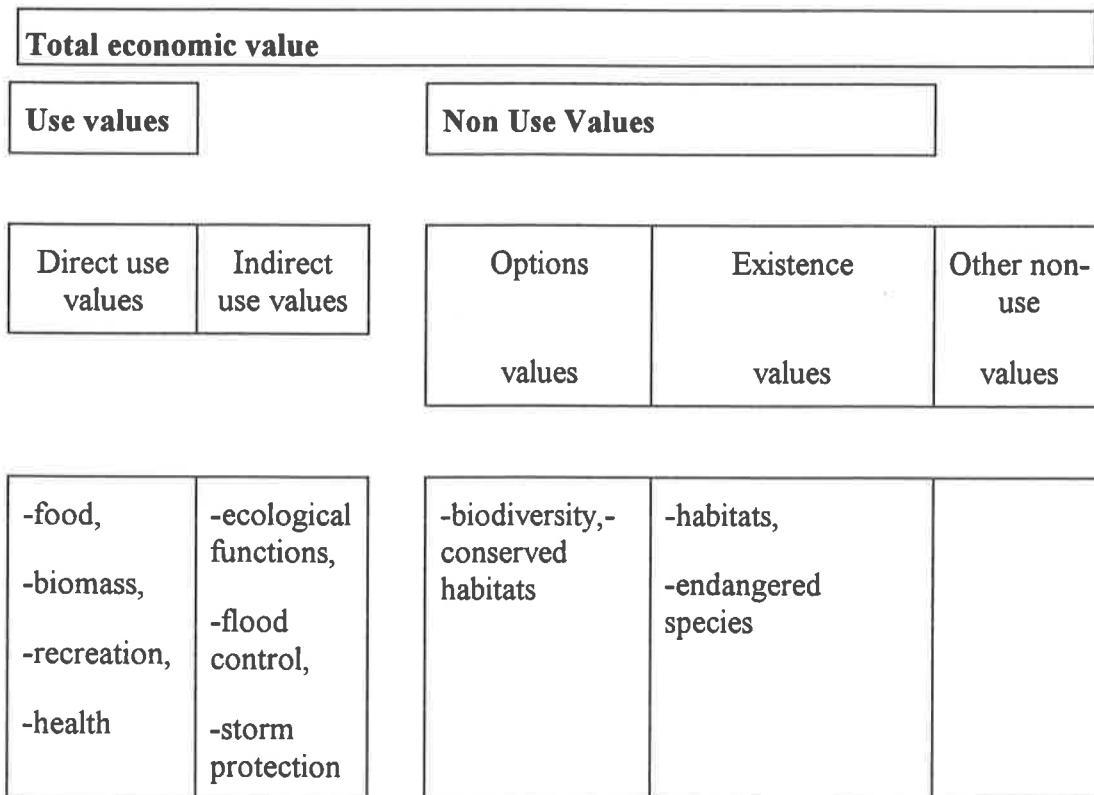 Total economic value
Use values
Non Use Values
Direct use
values
Indirect
use values
Options
values
Existence
values
Other non-
use
values
-food,
-biomass,
-recreation,
-health
-ecological
functions,
-flood
control,
-storm
protection
-biodiversity,-
conserved
habitats
-habitats,
-endangered
species